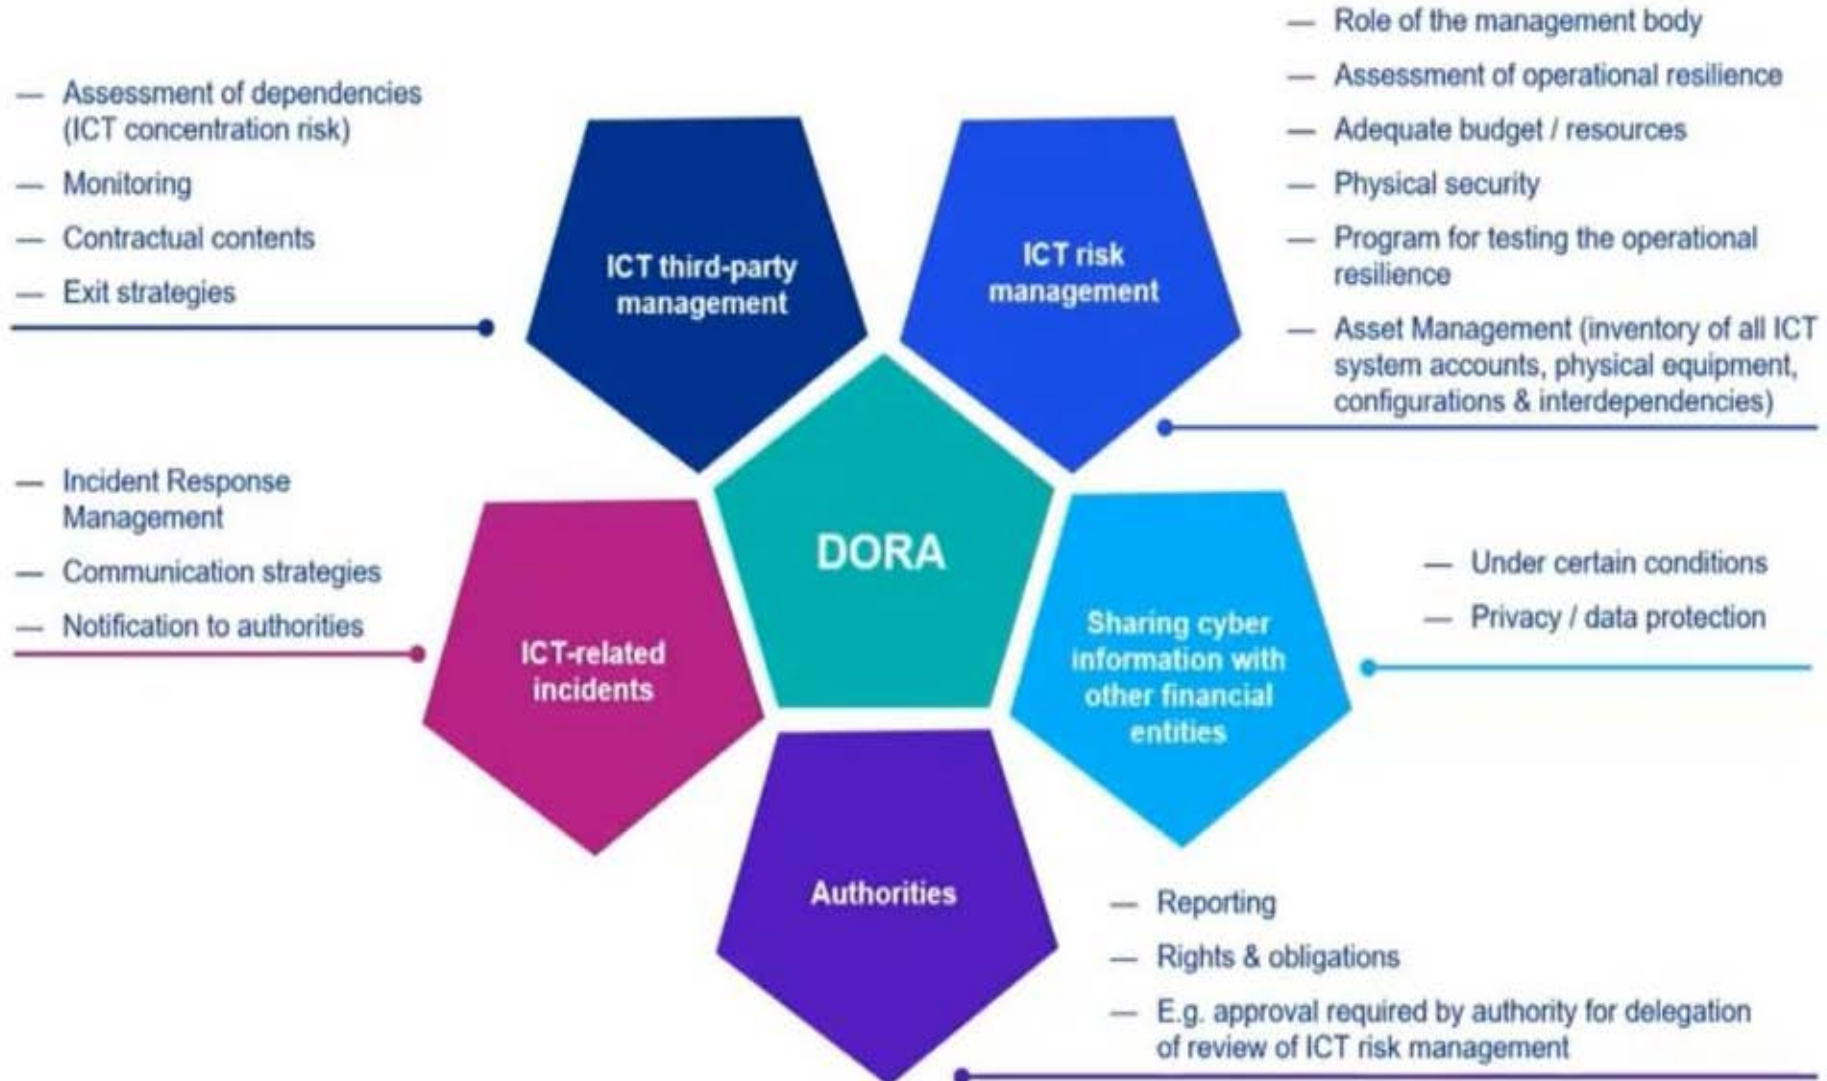 — Assessment of dependencies
(ICT concentration risk)
— Monitoring
— Contractual contents
— Exit strategies
ICT third-party
management
ICT risk
management
— Role of the management body
— Assessment of operational resilience
— Adequate budget / resources
— Physical security
— Program for testing the operational
resilience
— Asset Management (inventory of all ICT
system accounts, physical equipment,
configurations & interdependencies)
— Incident Response
Management
— Communication strategies
— Notification to authorities
ICT-related
incidents
DORA
Sharing cyber
information with
other financial
entities
— Under certain conditions
— Privacy / data protection
Authorities
— Reporting
— Rights & obligations
— E.g. approval required by authority for delegation
of review of ICT risk management